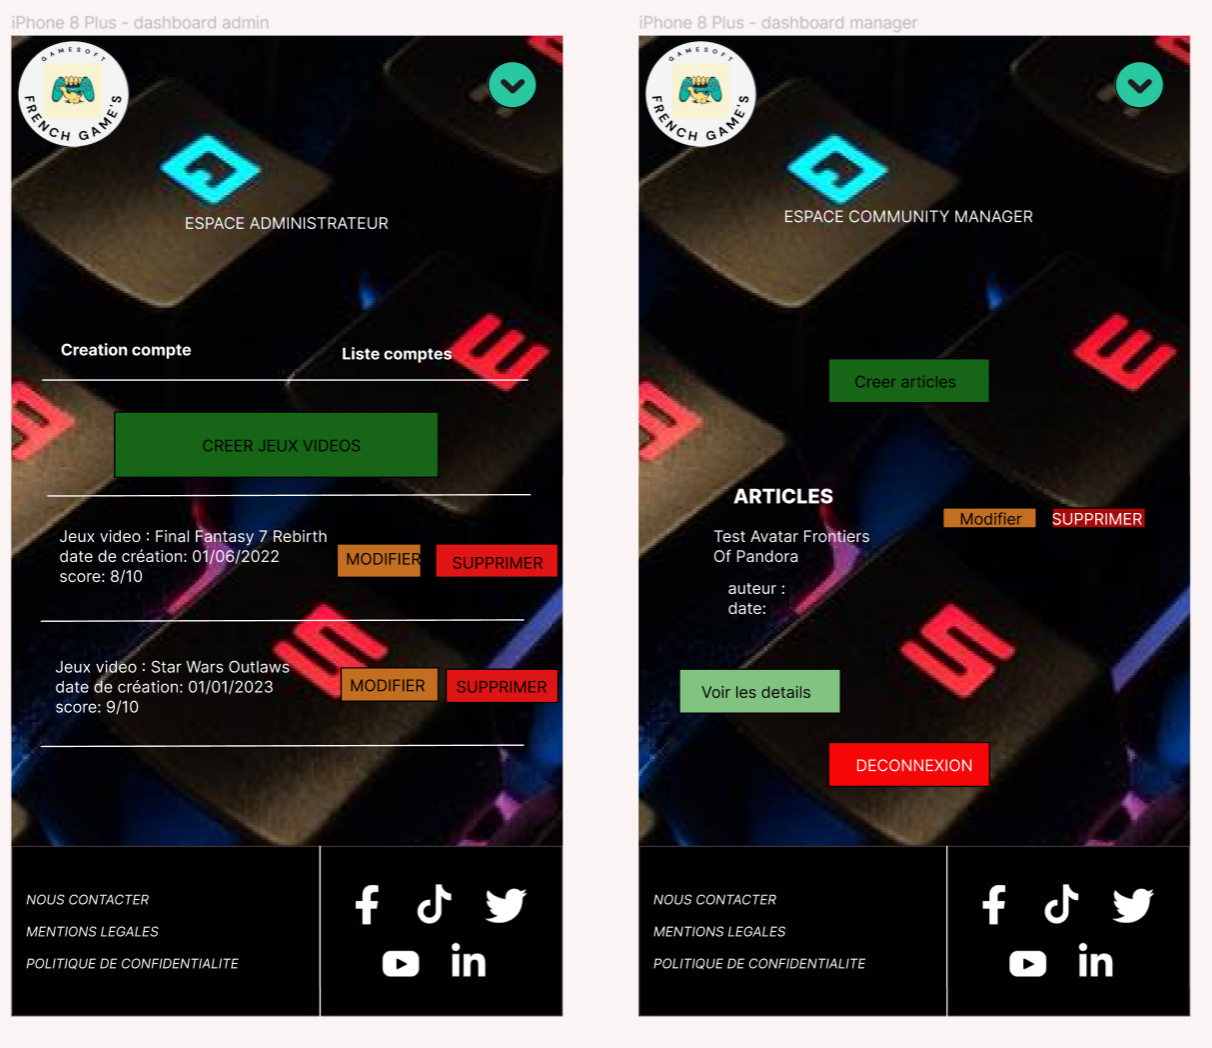 iPhone 8 Plus - dashboard admin
GAMESOFT
FRENCH GAME'S
ESPACE ADMINISTRATEUR
Creation compte
Liste comptes
CREER JEUX VIDEOS
Jeux video : Final Fantasy 7 Rebirth
date de création: 01/06/2022
score: 8/10
MODIFIER
SUPPRIMER
Jeux video : Star Wars Outlaws
date de création: 01/01/2023
score: 9/10
MODIFIER
SUPPRIMER
NOUS CONTACTER
MENTIONS LEGALES
POLITIQUE DE CONFIDENTIALITE
iPhone 8 Plus - dashboard manager
GAMESOFT
FRENCH GAME'S
ESPACE COMMUNITY MANAGER
Creer articles
ARTICLES
Modifier
SUPPRIMER
Test Avatar Frontiers
Of Pandora
auteur :
date:
Voir les details
DECONNEXION
NOUS CONTACTER
MENTIONS LEGALES
POLITIQUE DE CONFIDENTIALITE